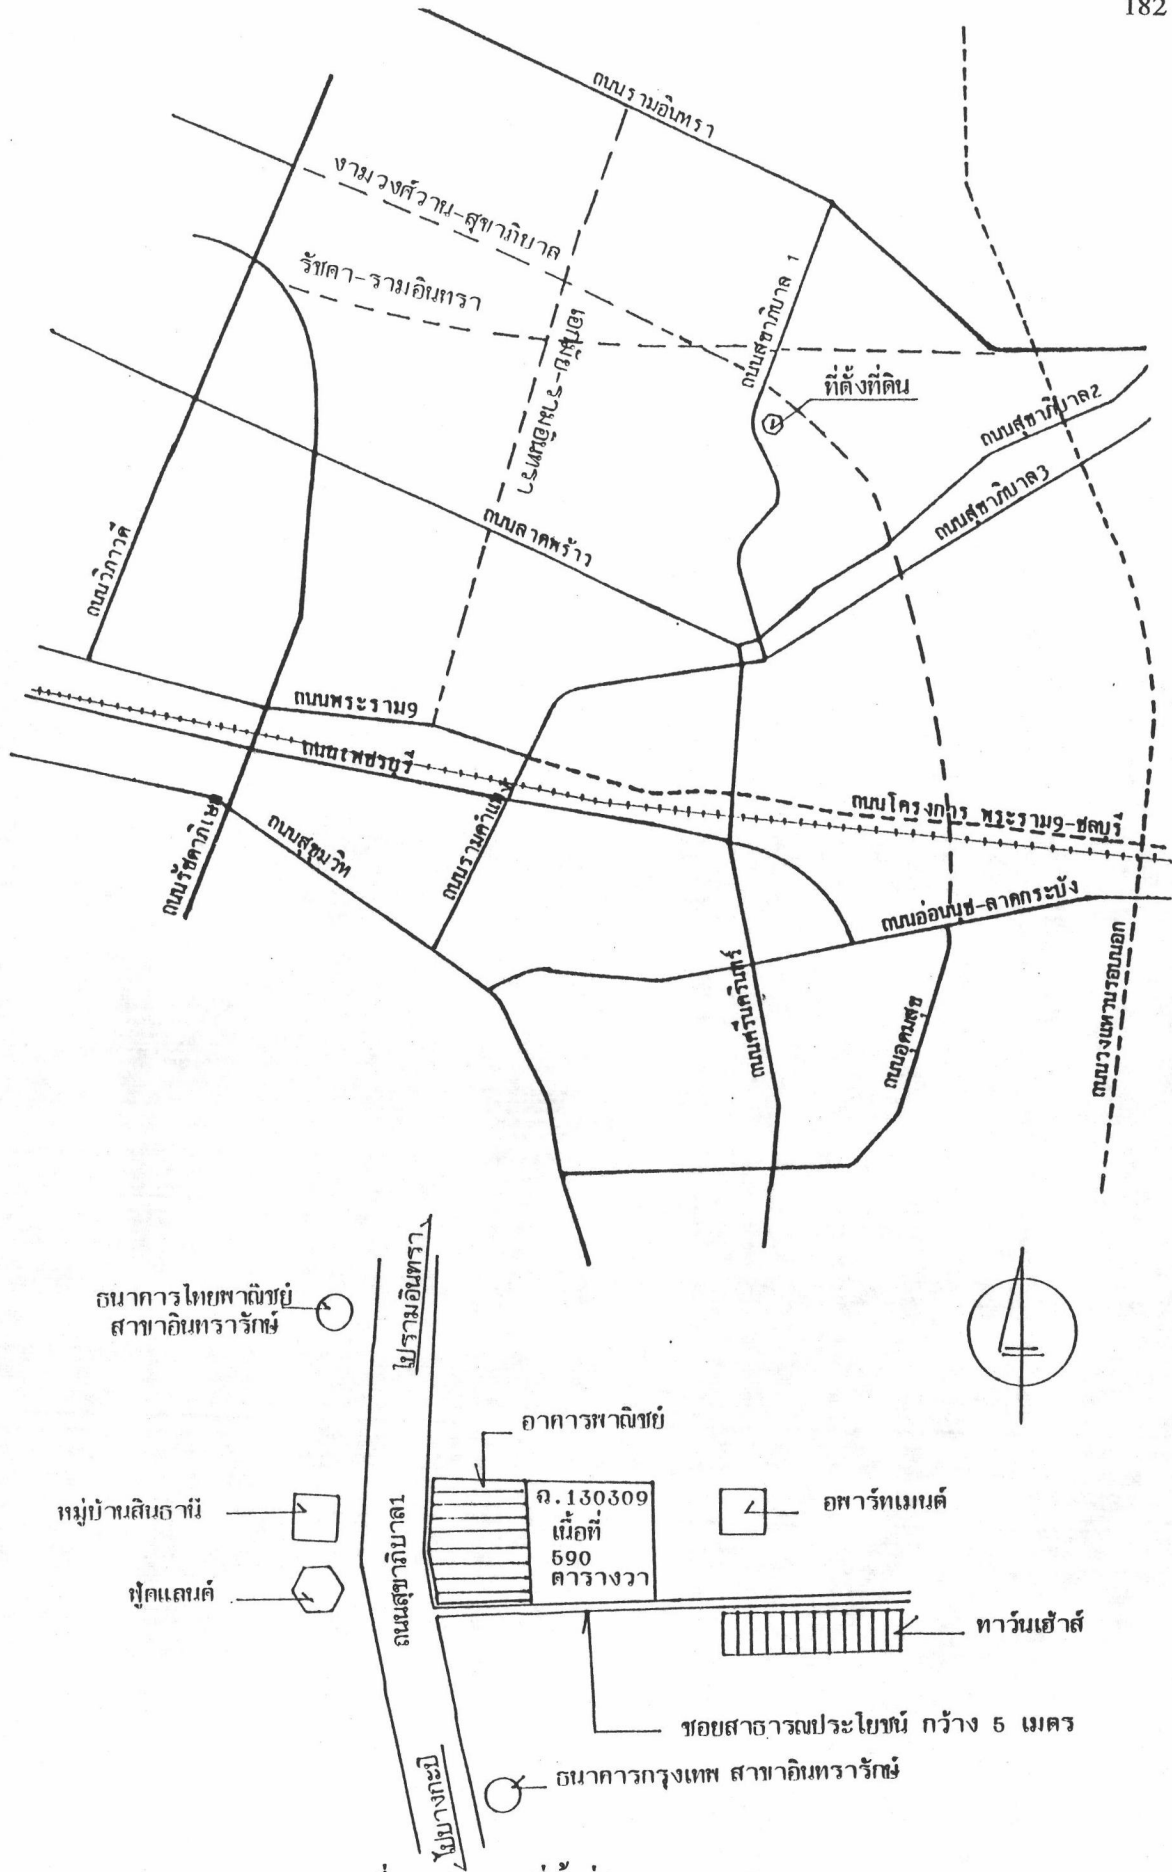 182
ถนนรามอินทรา
งามวงศ์วาน-สุขาภิบาล
รัชดา-รามอินทรา
ถนนสุขาภิบาล 1
เอกมัย-รามอินทรา
ที่ตั้งที่ดิน
ถนนสุขาภิบาล2
ถนนสุขาภิบาล3
ถนนลาดพร้าว
ถนนวิภาวดี
ถนนพระราม9
ถนนเพชรบุรี
ถนนโครงการ พระราม9-ชลบุรี
ถนนรัชดาภิเษก
ถนนสุขุมวิท
ถนนรามคำแหง
ถนนอ่อนนุช-ลาดกระบัง
ถนนศรีนครินทร์
ถนนอุดมสุข
ถนนวงแหวนรอบนอก
ธนาคารไทยพาณิชย์
สาขาอินทรารักษ์
ไปรามอินทรา
อาคารพาณิชย์
หมู่บ้านสินธานี
ฉ.130309
เนื้อที่
590
ตารางวา
อพาร์ทเมนต์
ฟู้ดแลนด์
ถนนสุขาภิบาล1
ทาวน์เฮ้าส์
ซอยสาธารณประโยชน์ กว้าง 5 เมตร
ธนาคารกรุงเทพ สาขาอินทรารักษ์
ไปบางกะปิ